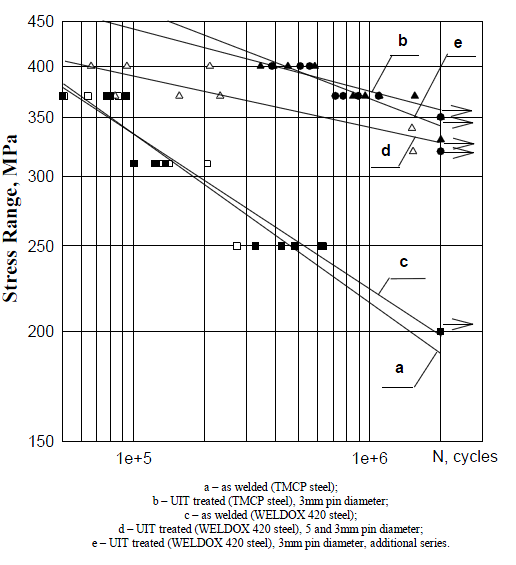 450
400
350
300
250
200
150
Stress Range, MPa
b
e
d
c
a
1e+5
1e+6
N, cycles
a – as welded (TMCP steel);
b – UIT treated (TMCP steel), 3mm pin diameter;
c – as welded (WELDOX 420 steel);
d – UIT treated (WELDOX 420 steel), 5 and 3mm pin diameter;
e – UIT treated (WELDOX 420 steel), 3mm pin diameter, additional series.